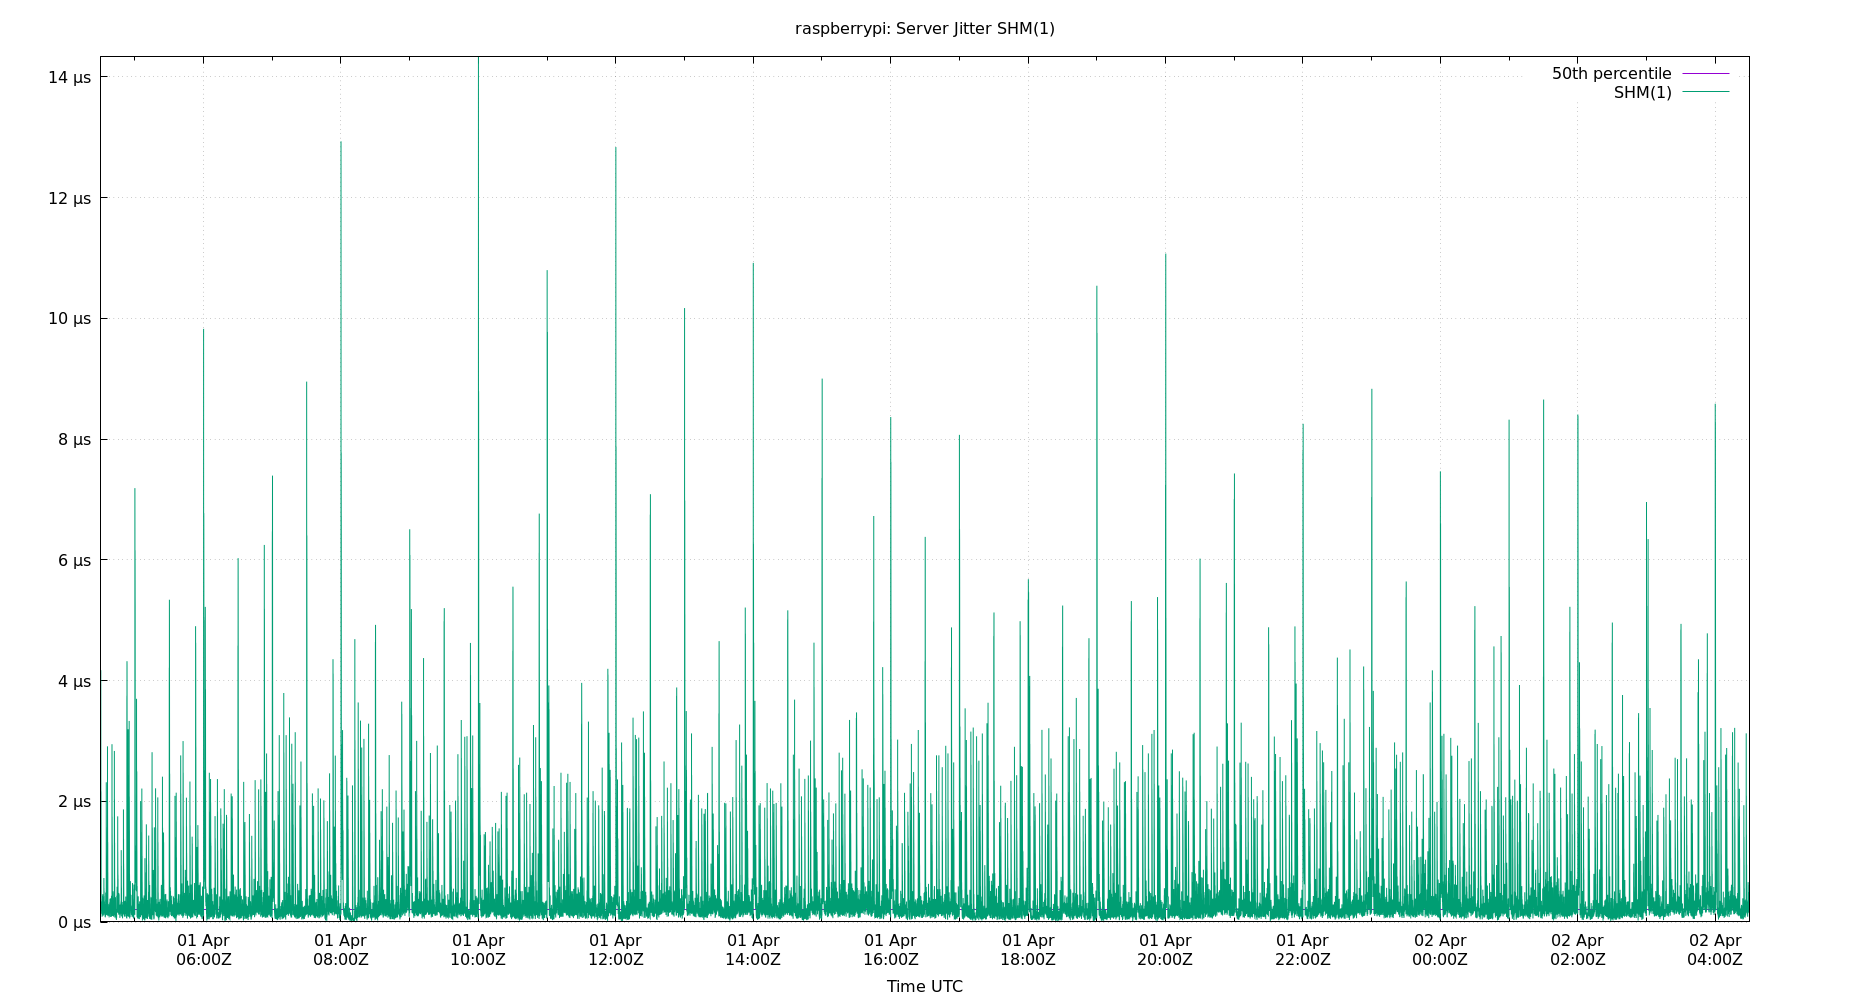 raspberrypi: Server Jitter SHM(1)
14 µs
12 µs
10 µs
8 µs
6 µs
4 µs
2 µs
0 µs
50th percentile
SHM(1)
01 Apr 01 Apr 01 Apr 01 Apr 01 Apr 01 Apr 01 Apr 01 Apr 01 Apr 02 Apr 02 Apr 02 Apr
06:00Z 08:00Z 10:00Z 12:00Z 14:00Z 16:00Z 18:00Z 20:00Z 22:00Z 00:00Z 02:00Z 04:00Z
Time UTC